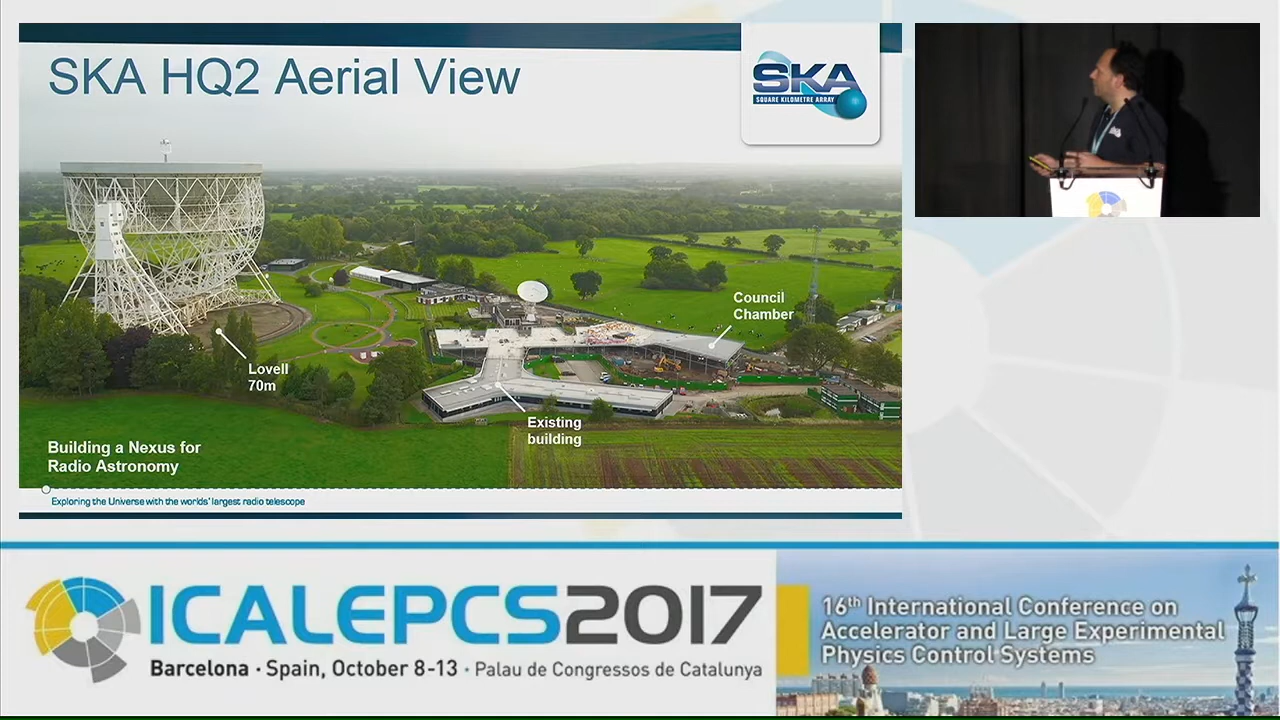 SKA HQ2 Aerial View
SKA
SQUARE KILOMETRE ARRAY
Council
Chamber
Lovell
70m
Existing
building
Building a Nexus for
Radio Astronomy
Exploring the Universe with the worlds' largest radio telescope
ICALEPCS2017
Barcelona · Spain, October 8-13 · Palau de Congressos de Catalunya
16th International Conference on
Accelerator and Large Experimental
Physics Control Systems